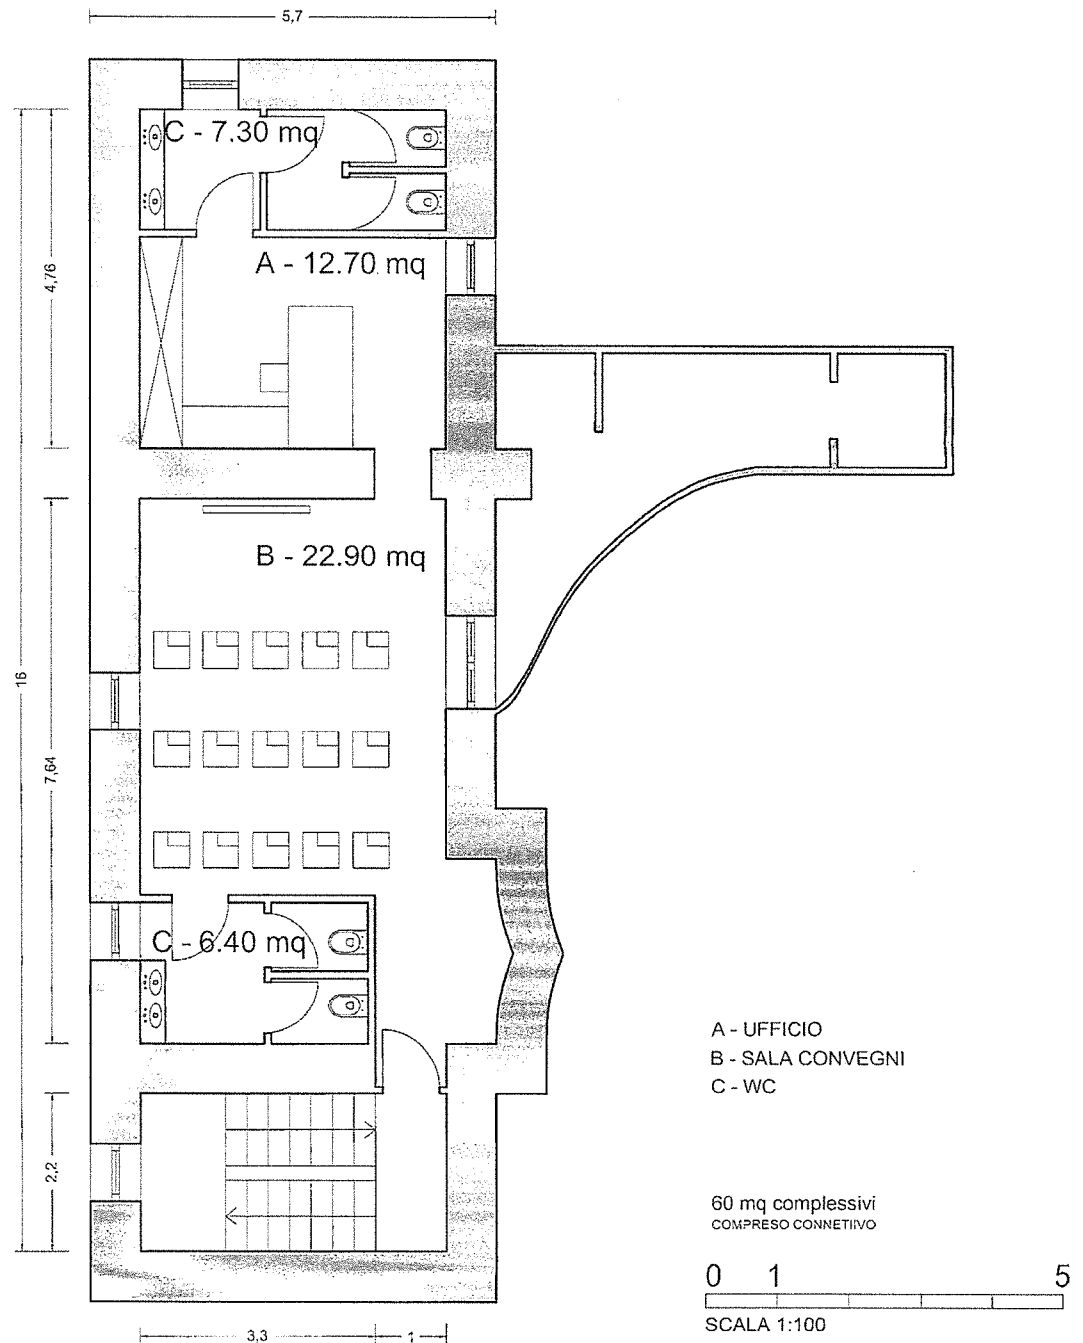 5,7
C - 7.30 mq
A - 12.70 mq
4,76
B - 22.90 mq
16
7,64
C - 6.40 mq
A - UFFICIO
B - SALA CONVEGNI
C - WC
2,2
60 mq complessivi
COMPRESO CONNETIIVO
0 1 5
SCALA 1:100
3,3 1